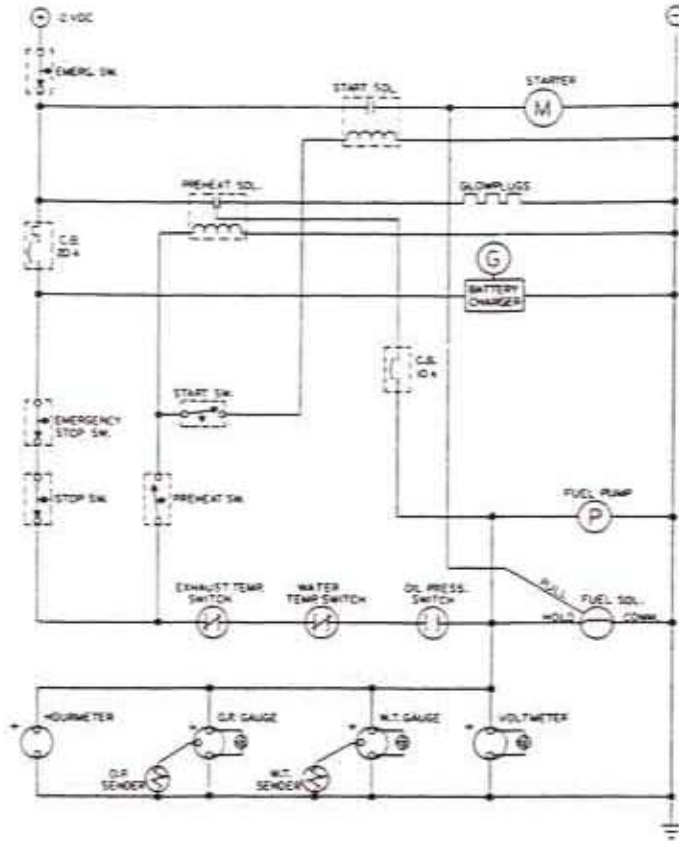 -2 VDC
EMERG. SW.
START SOL.
STARTER
M
PREHEAT SOL.
GLOWPLUGS
C.B.
G
BATTERY
CHARGER
C.B.
10 A
START SW.
EMERGENCY
STOP SW.
STOP SW.
PREHEAT SW.
FUEL PUMP
P
EXHAUST TEMP.
SWITCH
WATER
TEMP. SWITCH
OIL PRESS.
SWITCH
PULL
FUEL SOL.
HOLD
COMM.
HOURMETER
O.P. GAUGE
W.T. GAUGE
VOLTMETER
O.P.
SENDER
W.T.
SENDER